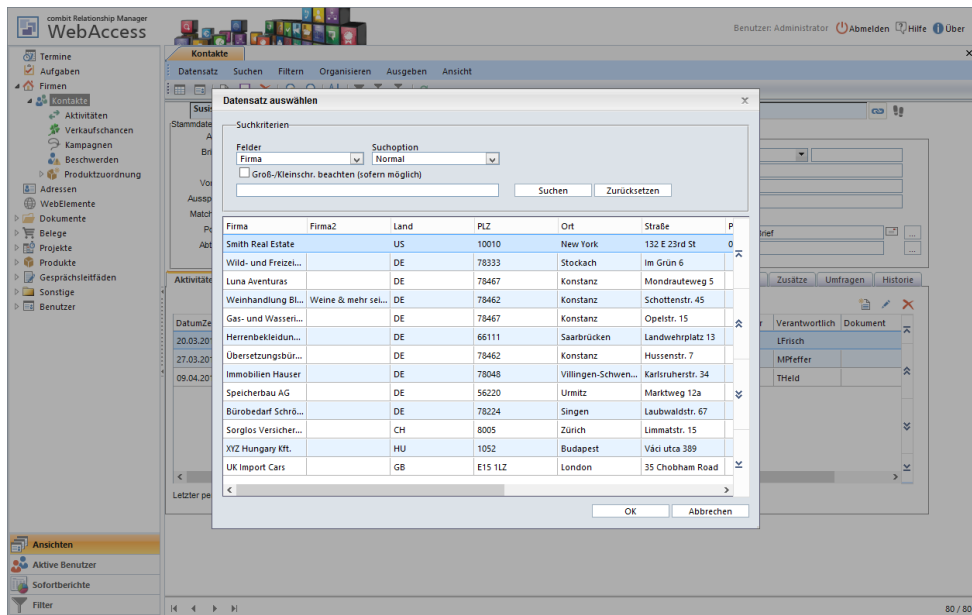 combit Relationship Manager
WebAccess
Benutzer: Administrator Abmelden Hilfe Über
Termine
Aufgaben
Firmen
Kontakte
Aktivitäten
Verkaufschancen
Kampagnen
Beschwerden
Produktzuordnung
Adressen
WebElemente
Dokumente
Belege
Projekte
Produkte
Gesprächsleitfäden
Sonstige
Benutzer
Kontakte
Datensatz Suchen Filtern Organisieren Ausgeben Ansicht
Datensatz auswählen
Suchkriterien
Felder Suchoption
Firma Normal
Groß-/Kleinschr. beachten (sofern möglich)
Suchen Zurücksetzen
Firma Firma2 Land PLZ Ort Straße P
Smith Real Estate US 10010 New York 132 E 23rd St 0
Wild- und Freizei... DE 78333 Stockach Im Grün 6
Luna Aventuras DE 78467 Konstanz Mondrauteweg 5
Weinhandlung Bl... Weine & mehr sei... DE 78462 Konstanz Schottenstr. 45
Gas- und Wasseri... DE 78467 Konstanz Opelstr. 15
Herrenbekleidun... DE 66111 Saarbrücken Landwehrplatz 13
Übersetzungsbür... DE 78462 Konstanz Hussenstr. 7
Immobilien Hauser DE 78048 Villingen-Schwen... Karlsruherstr. 34
Speicherbau AG DE 56220 Urmitz Marktweg 12a
Bürobedarf Schrö... DE 78224 Singen Laubwaldstr. 67
Sorglos Versicher... CH 8005 Zürich Limmatstr. 15
XYZ Hungary Kft. HU 1052 Budapest Váci utca 389
UK Import Cars GB E15 1LZ London 35 Chobham Road
OK Abbrechen
Zusätze Umfragen Historie
Verantwortlich Dokument
LFrisch
MPfeffer
THeld
Ansichten
Aktive Benutzer
Sofortberichte
Filter
80 / 80